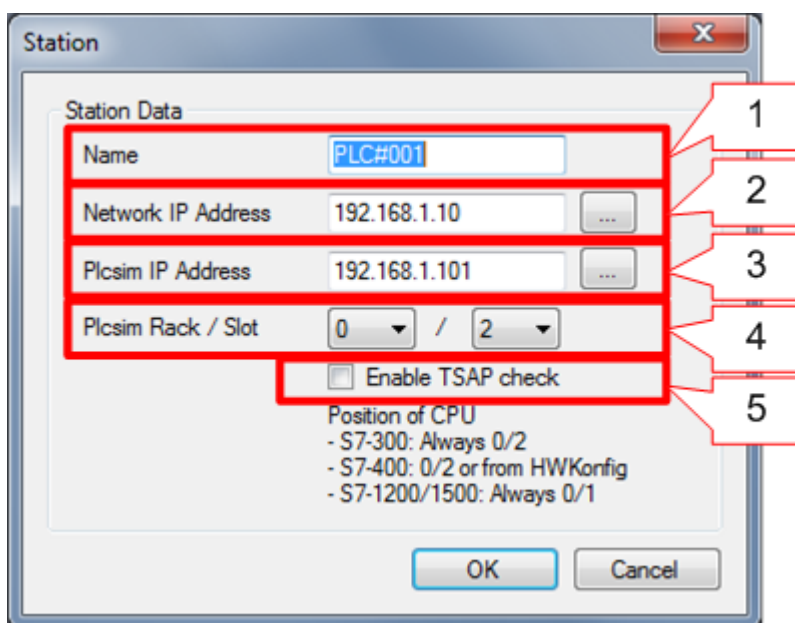 Station
x
Station Data
1
Name PLC#001
2
Network IP Address 192.168.1.10 ...
3
Plcsim IP Address 192.168.1.101 ...
Plcsim Rack / Slot 0 / 2
4
Enable TSAP check
5
Position of CPU
- S7-300: Always 0/2
- S7-400: 0/2 or from HWKonfig
- S7-1200/1500: Always 0/1
OK Cancel